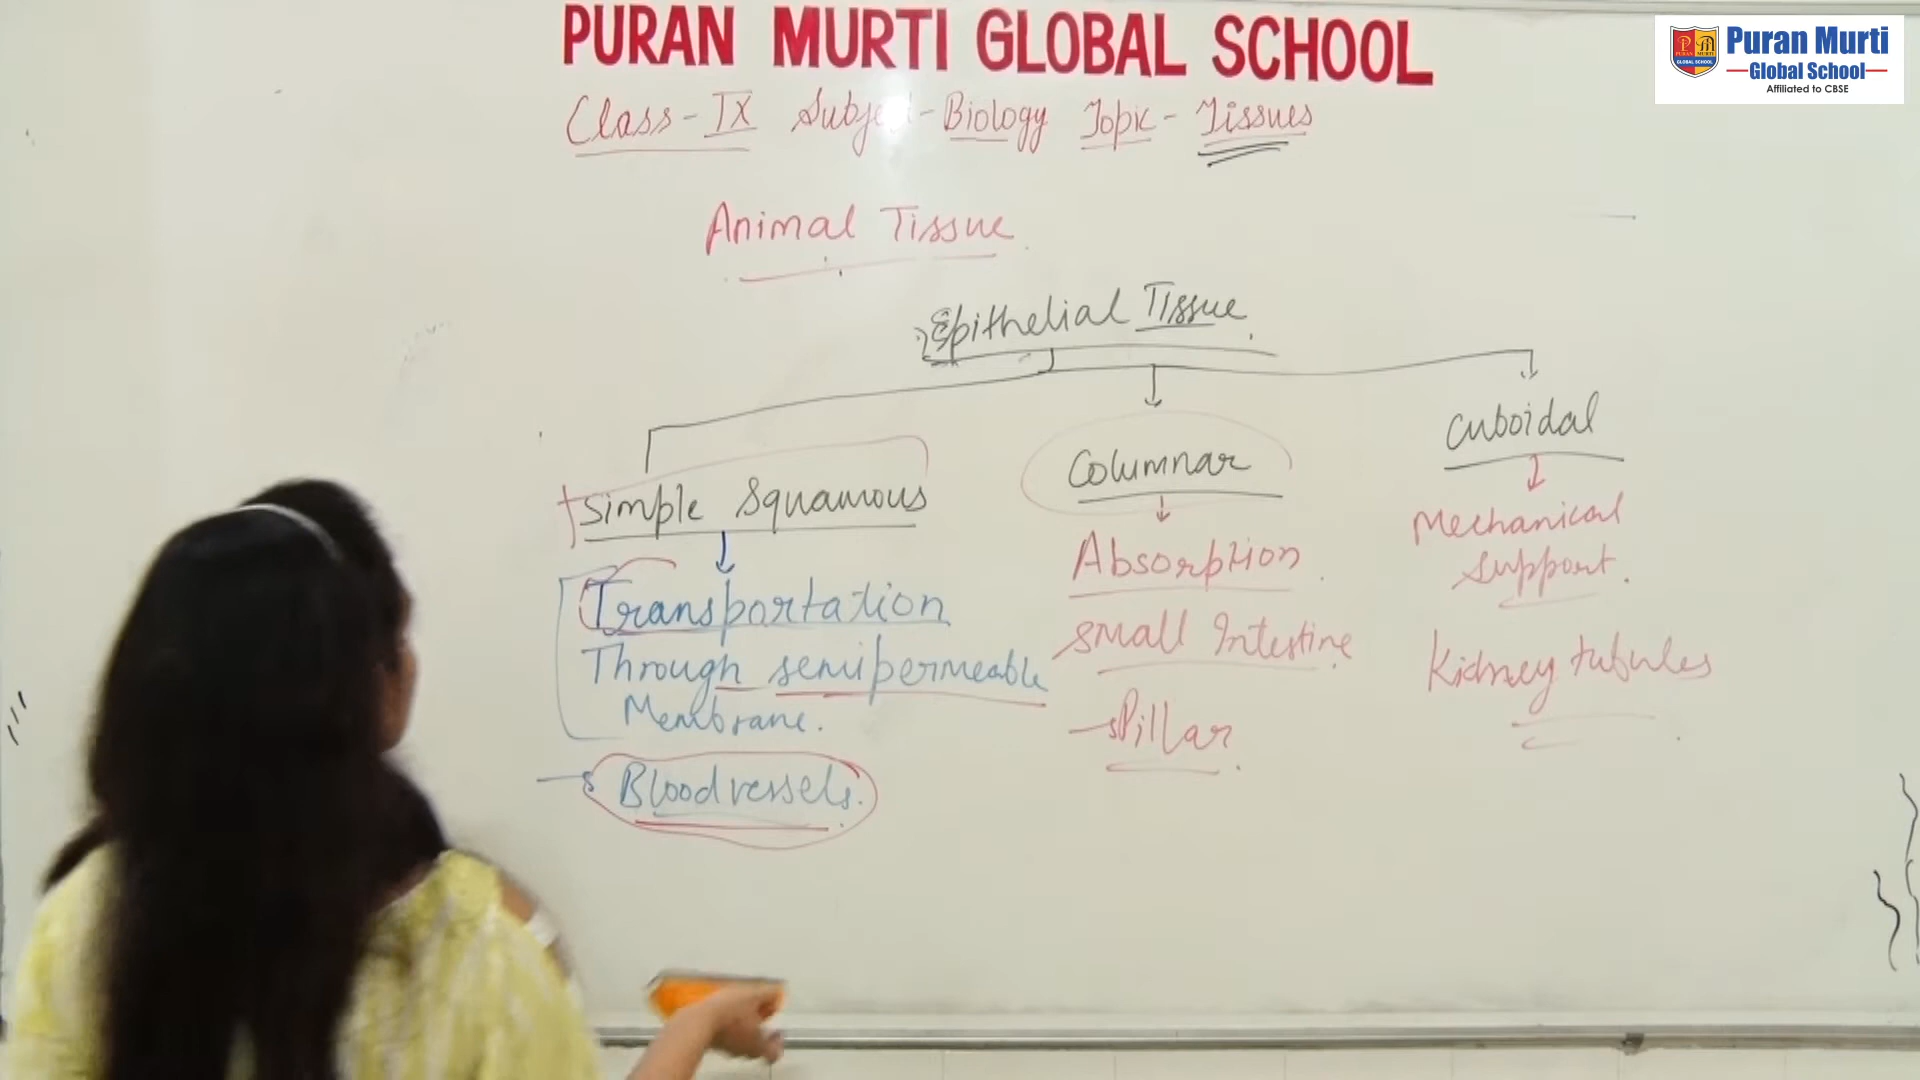 PURAN MURTI GLOBAL SCHOOL
Puran Murti
Global School
Affiliated to CBSE
Class - IX Subject - Biology Topic - Tissues
Animal Tissue
Epithelial Tissue
Simple Squamous
Transportation
Through semipermeable
Membrane.
Bloodvessels.
Columnar
Absorption
small Intestine
Pillar
Cuboidal
Mechanical
support.
Kidney tubules